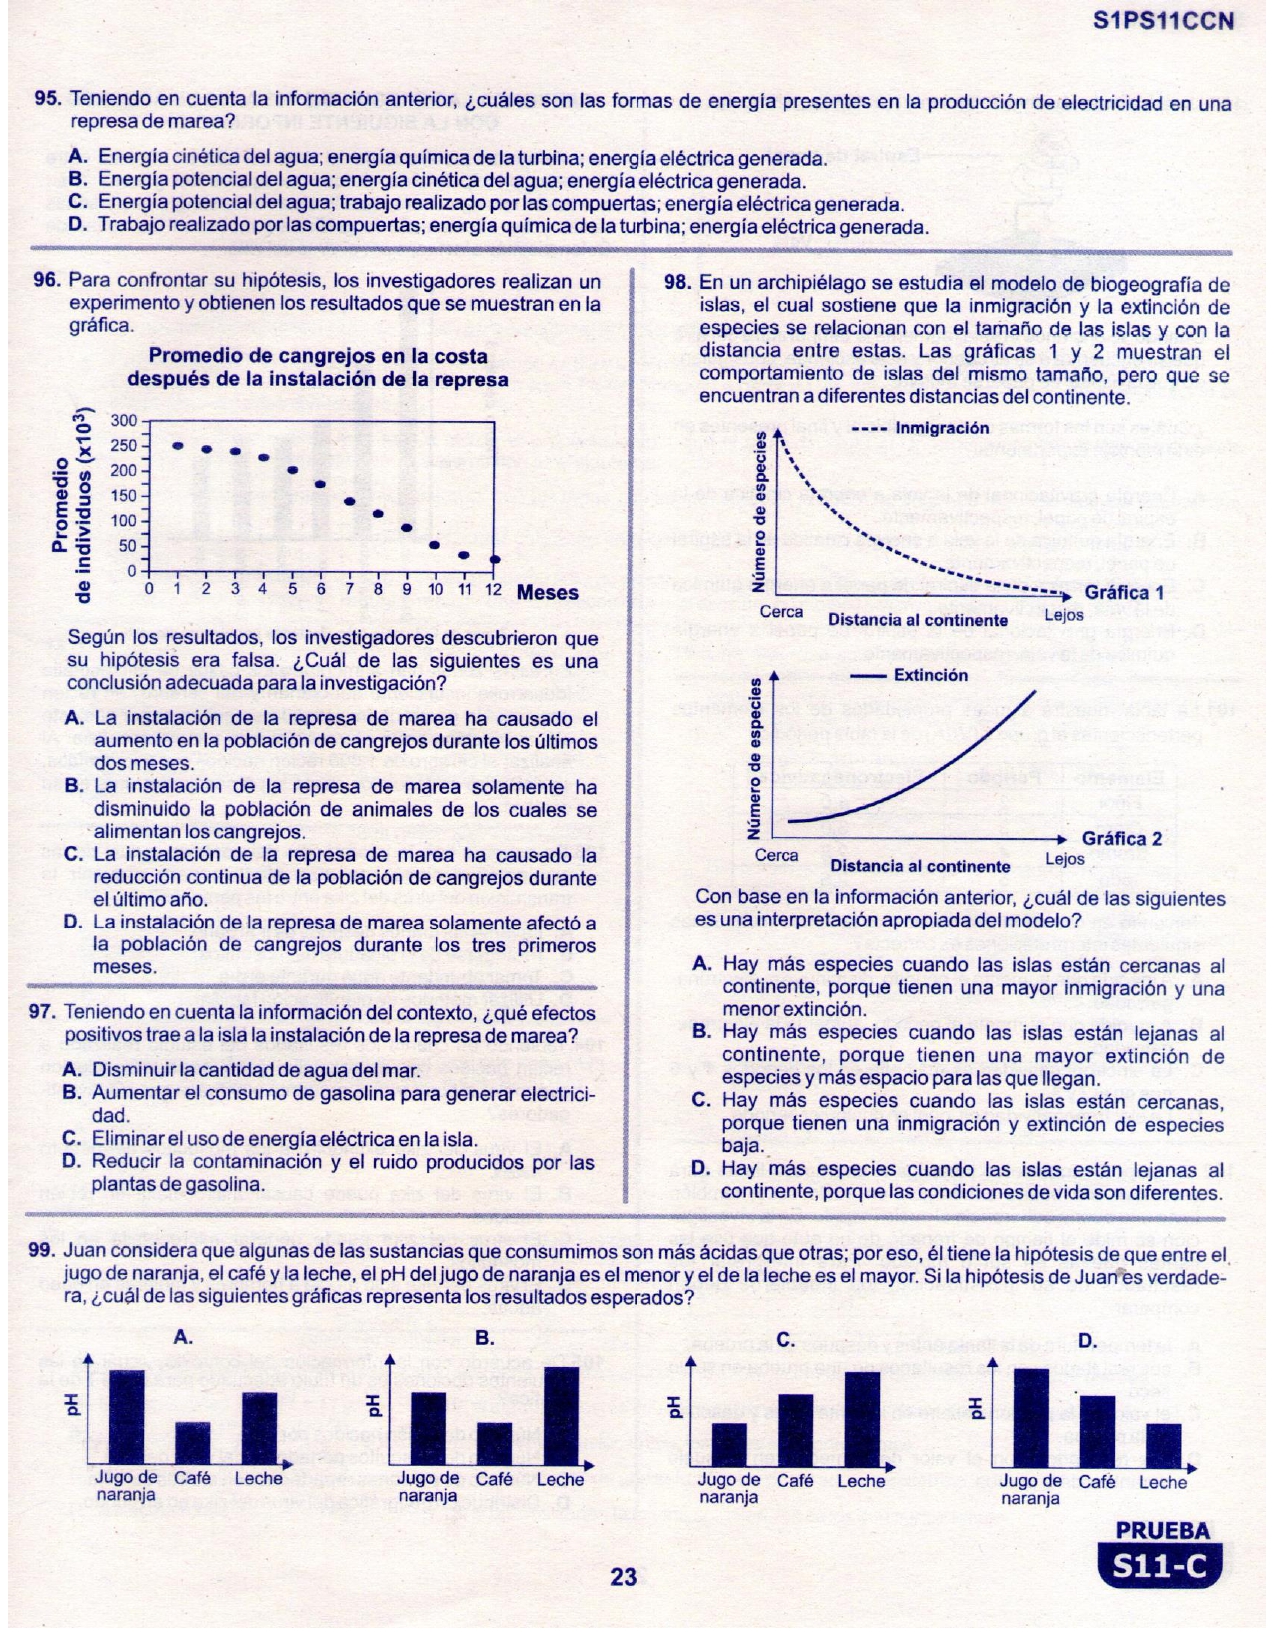 S1PS11CCN
95. Teniendo en cuenta la información anterior, ¿cuáles son las formas de energía presentes en la producción de electricidad en una
represa de marea?
A. Energía cinética del agua; energía química de la turbina; energía eléctrica generada.
B. Energía potencial del agua; energía cinética del agua; energía eléctrica generada.
C. Energía potencial del agua; trabajo realizado por las compuertas; energía eléctrica generada.
D. Trabajo realizado por las compuertas; energía química de la turbina; energía eléctrica generada.
96. Para confrontar su hipótesis, los investigadores realizan un
experimento y obtienen los resultados que se muestran en la
gráfica.
Promedio de cangrejos en la costa
después de la instalación de la represa
Promedio
de individuos (x10³)
300
250
200
150
100
50
0
0 1 2 3 4 5 6 7 8 9 10 11 12 Meses
Según los resultados, los investigadores descubrieron que
su hipótesis era falsa. ¿Cuál de las siguientes es una
conclusión adecuada para la investigación?
A. La instalación de la represa de marea ha causado el
aumento en la población de cangrejos durante los últimos
dos meses.
B. La instalación de la represa de marea solamente ha
disminuido la población de animales de los cuales se
alimentan los cangrejos.
C. La instalación de la represa de marea ha causado la
reducción continua de la población de cangrejos durante
el último año.
D. La instalación de la represa de marea solamente afectó a
la población de cangrejos durante los tres primeros
meses.
97. Teniendo en cuenta la información del contexto, ¿qué efectos
positivos trae a la isla la instalación de la represa de marea?
A. Disminuir la cantidad de agua del mar.
B. Aumentar el consumo de gasolina para generar electrici-
dad.
C. Eliminar el uso de energía eléctrica en la isla.
D. Reducir la contaminación y el ruido producidos por las
plantas de gasolina.
98. En un archipiélago se estudia el modelo de biogeografía de
islas, el cual sostiene que la inmigración y la extinción de
especies se relacionan con el tamaño de las islas y con la
distancia entre estas. Las gráficas 1 y 2 muestran el
comportamiento de islas del mismo tamaño, pero que se
encuentran a diferentes distancias del continente.
Inmigración
Número de especies
Gráfica 1
Cerca Distancia al continente Lejos
Extinción
Número de especies
Gráfica 2
Cerca Distancia al continente Lejos
Con base en la información anterior, ¿cuál de las siguientes
es una interpretación apropiada del modelo?
A. Hay más especies cuando las islas están cercanas al
continente, porque tienen una mayor inmigración y una
menor extinción.
B. Hay más especies cuando las islas están lejanas al
continente, porque tienen una mayor extinción de
especies y más espacio para las que llegan.
C. Hay más especies cuando las islas están cercanas,
porque tienen una inmigración y extinción de especies
baja.
D. Hay más especies cuando las islas están lejanas al
continente, porque las condiciones de vida son diferentes.
99. Juan considera que algunas de las sustancias que consumimos son más ácidas que otras; por eso, él tiene la hipótesis de que entre el
jugo de naranja, el café y la leche, el pH del jugo de naranja es el menor y el de la leche es el mayor. Si la hipótesis de Juan es verdade-
ra, ¿cuál de las siguientes gráficas representa los resultados esperados?
A. B. C. D.
pH pH pH pH
Jugo de Café Leche Jugo de Café Leche Jugo de Café Leche Jugo de Café Leche
naranja naranja naranja naranja
PRUEBA
S11-C
23